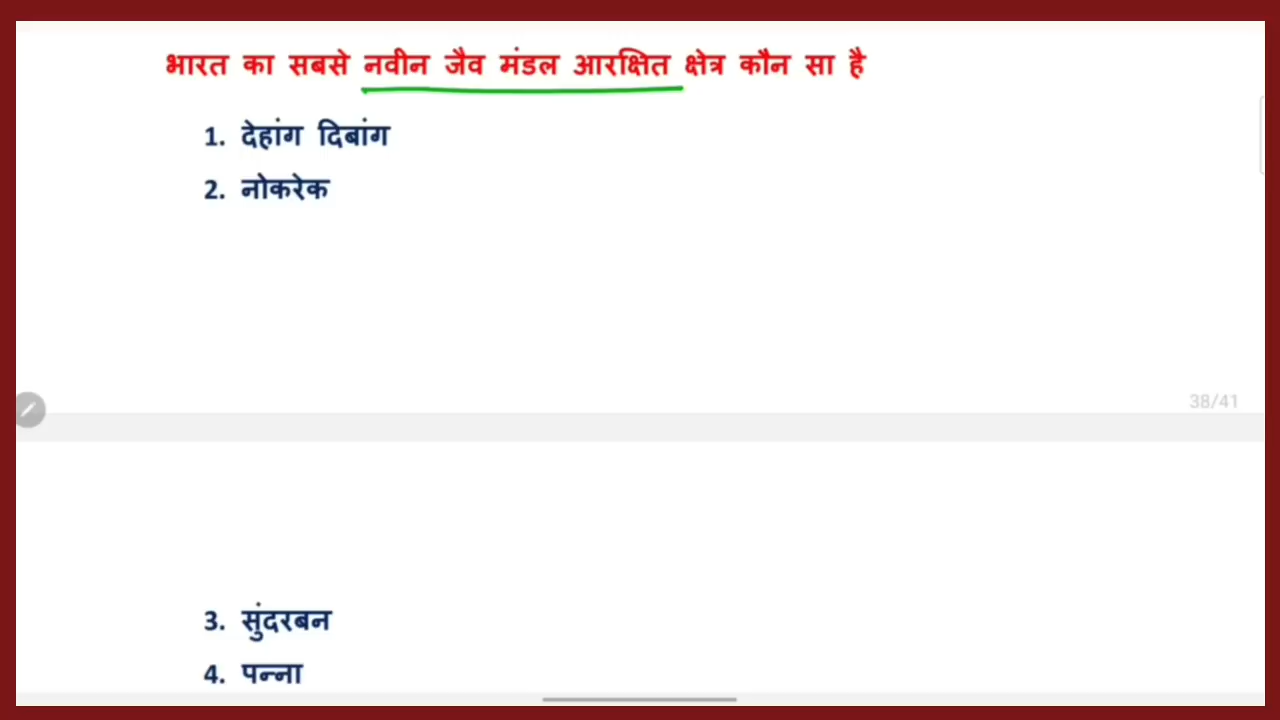 भारत का सबसे नवीन जैव मंडल आरक्षित क्षेत्र कौन सा है
1. देहांग दिबांग
2. नोकरेक
38/41
3. सुंदरबन
4. पन्ना